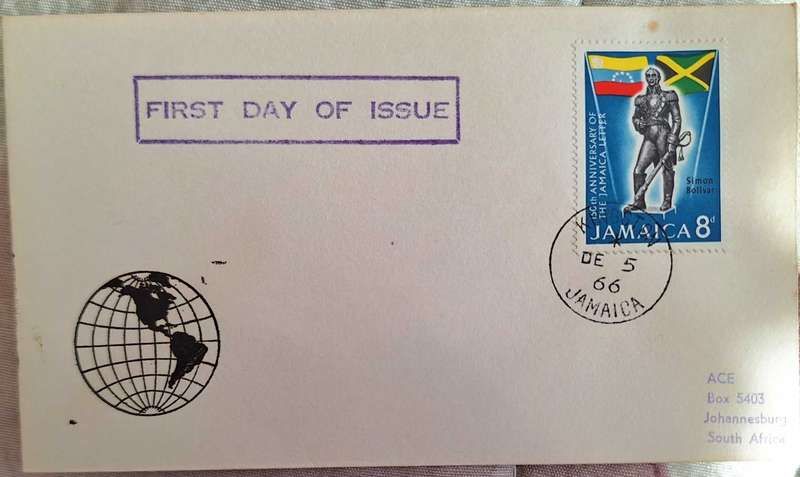 FIRST DAY OF ISSUE
150th ANNIVERSARY OF
THE JAMAICA LETTER
Simon
Bolivar
JAMAICA 8d
KINGSTON
DE 5
66
JAMAICA
ACE
Box 5403
Johannesburg
South Africa